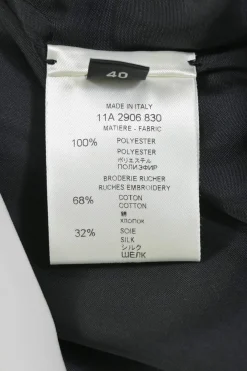 40
MADE IN ITALY
11A 2906 830
MATIERE - FABRIC
100% POLYESTER
POLYESTER
ポリエステル
ПОЛИЭФИР
BRODERIE RUCHER
RUCHES EMBROIDERY
68% COTON
COTTON
綿
ХЛОПОК
32% SOIE
SILK
シルク
ШЕЛК